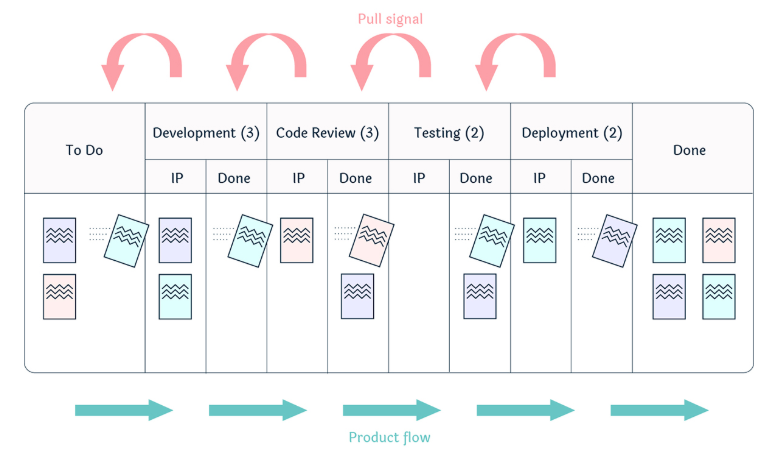 Pull signal
To Do
Development (3)
Code Review (3)
Testing (2)
Deployment (2)
Done
IP
Done
IP
Done
IP
Done
IP
Done
Product flow